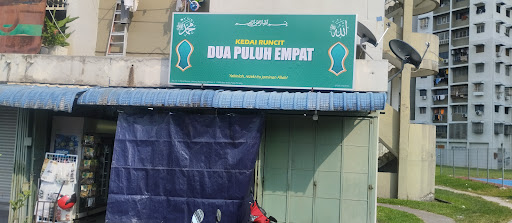 محمد
بسم الله الرحمن الرحيم
الله
KEDAI RUNCIT
DUA PULUH EMPAT